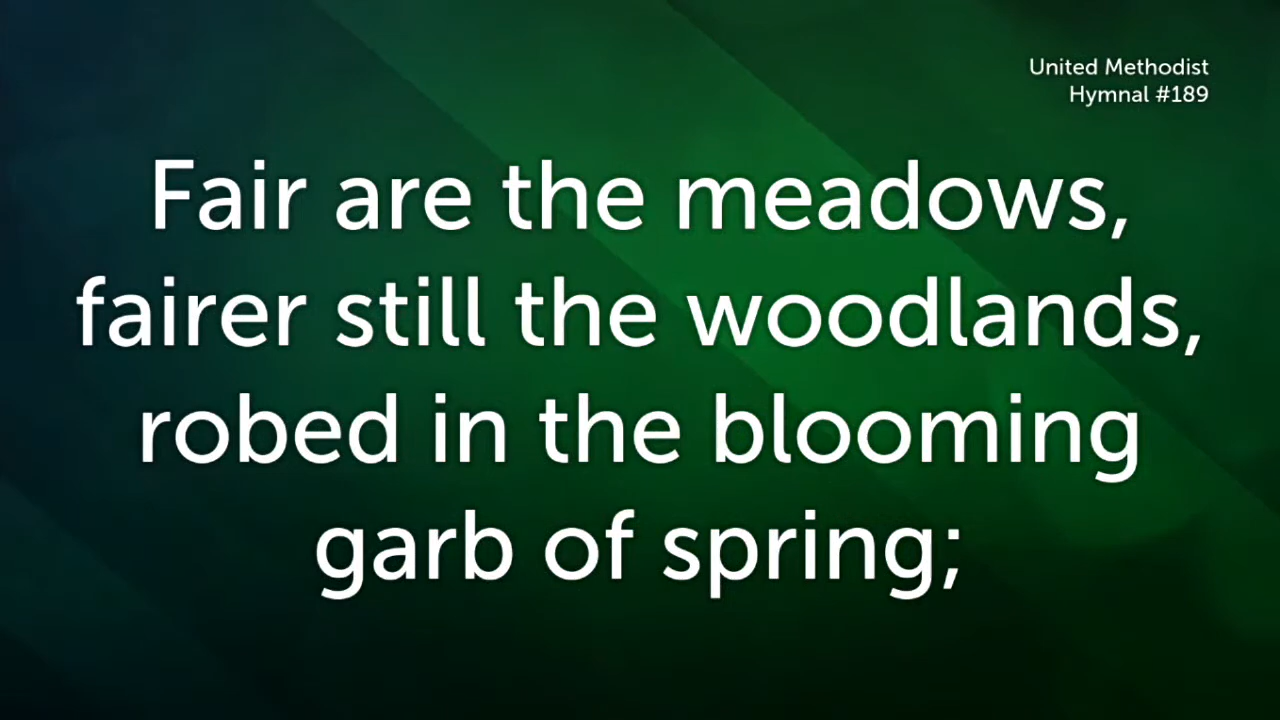 United Methodist
Hymnal #189
Fair are the meadows,
fairer still the woodlands,
robed in the blooming
garb of spring;